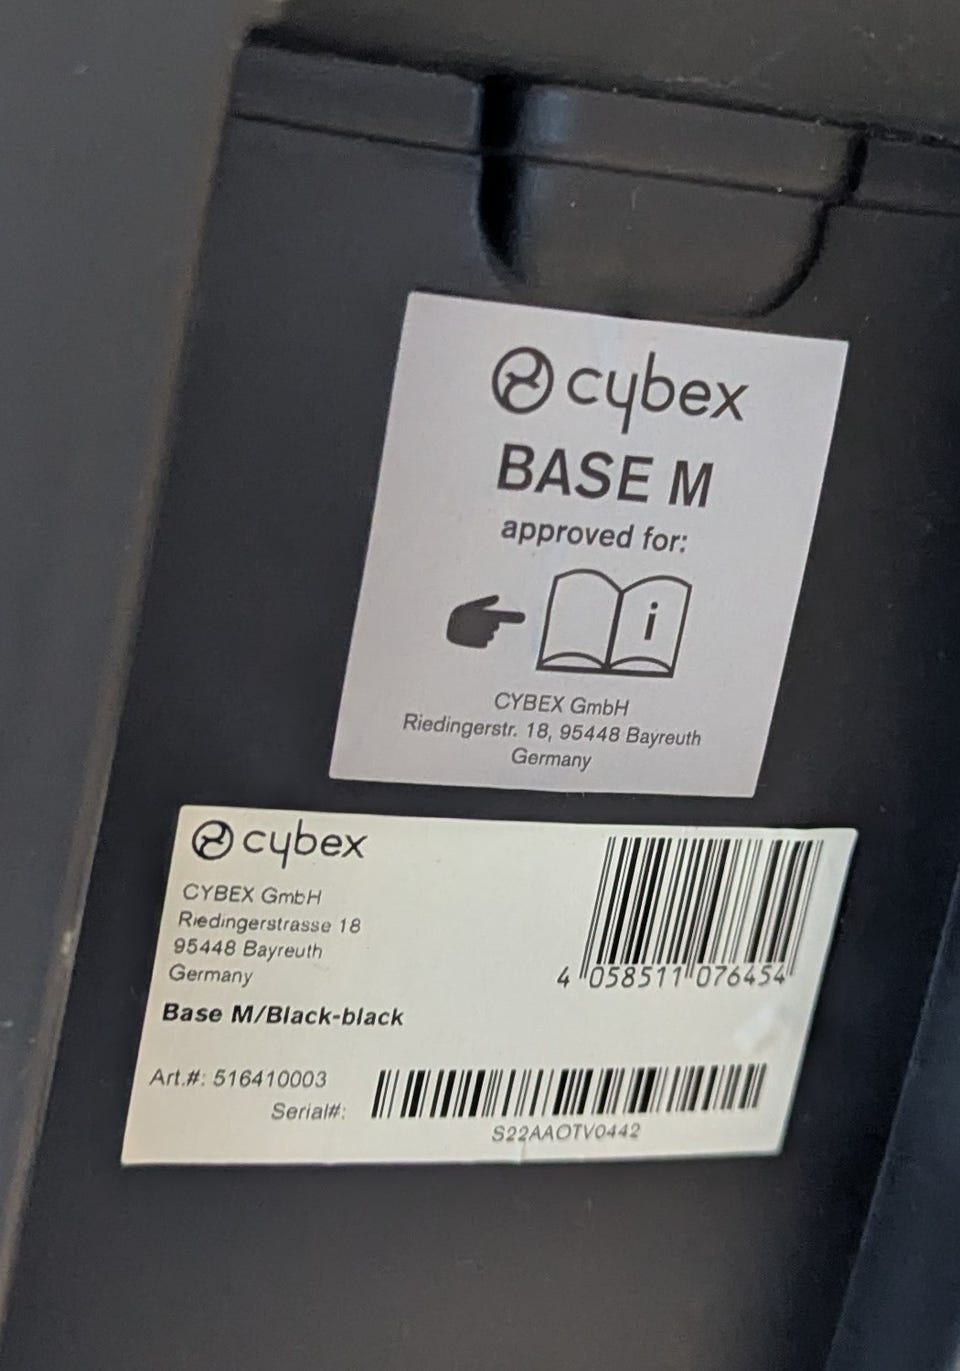 cybex
BASE M
approved for:
i
CYBEX GmbH
Riedingerstr. 18, 95448 Bayreuth
Germany
cybex
CYBEX GmbH
Riedingerstrasse 18
95448 Bayreuth
Germany
4 058511 076454
Base M/Black-black
Art.#: 516410003
Serial#:
S22AAOTV0442